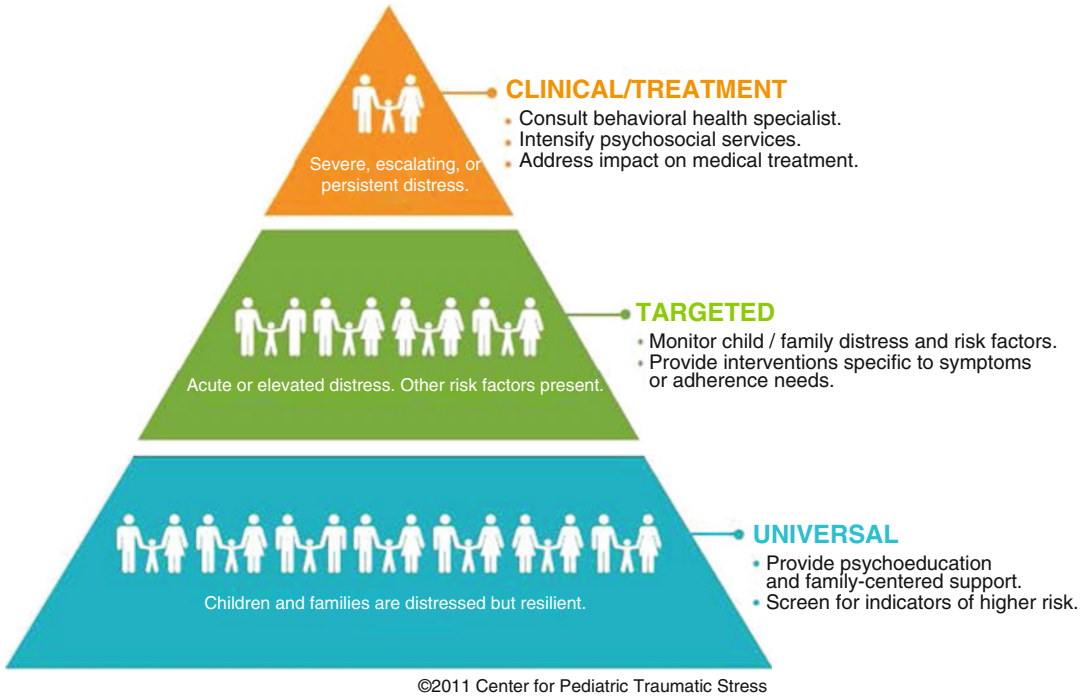 CLINICAL/TREATMENT
• Consult behavioral health specialist.
• Intensify psychosocial services.
• Address impact on medical treatment.
Severe, escalating, or
persistent distress.
TARGETED
• Monitor child / family distress and risk factors.
• Provide interventions specific to symptoms
or adherence needs.
Acute or elevated distress. Other risk factors present.
UNIVERSAL
• Provide psychoeducation
and family-centered support.
• Screen for indicators of higher risk.
Children and families are distressed but resilient.
©2011 Center for Pediatric Traumatic Stress